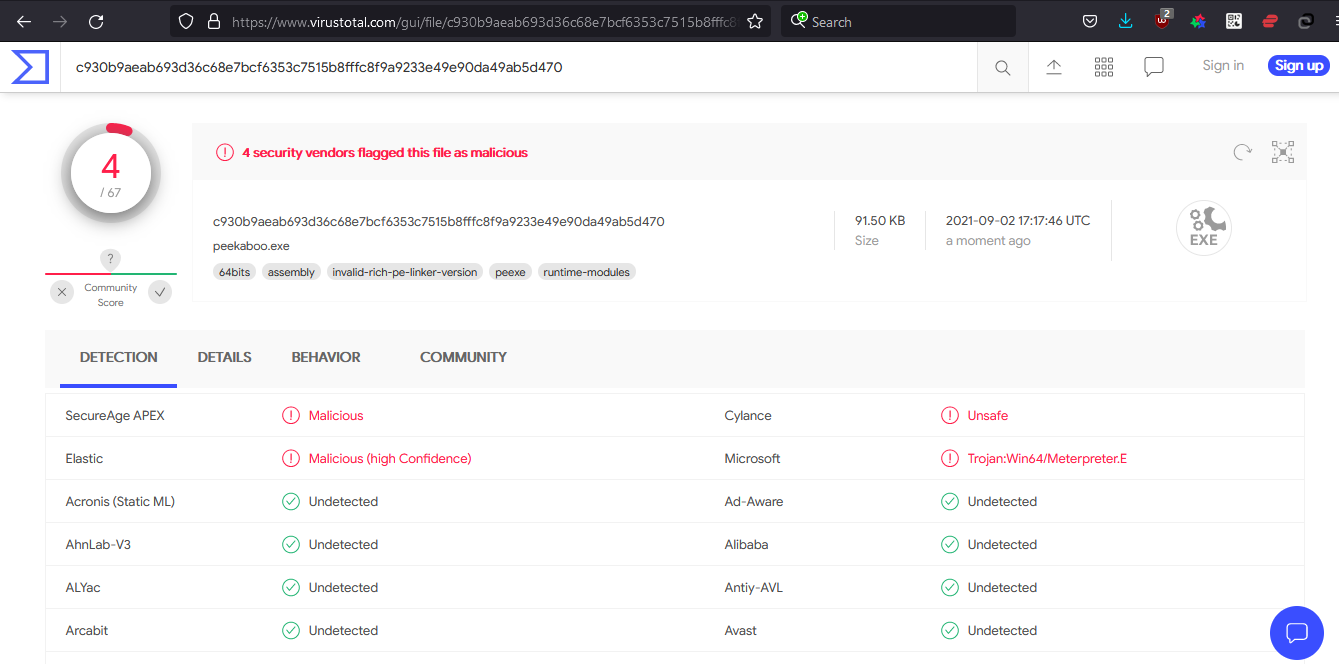 https://www.virustotal.com/gui/file/c930b9aeab693d36c68e7bcf6353c7515b8fffc8
Search
2
c930b9aeab693d36c68e7bcf6353c7515b8fffc8f9a9233e49e90da49ab5d470
Sign in
Sign up
4
/ 67
4 security vendors flagged this file as malicious
c930b9aeab693d36c68e7bcf6353c7515b8fffc8f9a9233e49e90da49ab5d470
peekaboo.exe
64bits assembly invalid-rich-pe-linker-version peexe runtime-modules
91.50 KB
Size
2021-09-02 17:17:46 UTC
a moment ago
EXE
?
Community
Score
DETECTION DETAILS BEHAVIOR COMMUNITY
SecureAge APEX Malicious Cylance Unsafe
Elastic Malicious (high Confidence) Microsoft Trojan:Win64/Meterpreter.E
Acronis (Static ML) Undetected Ad-Aware Undetected
AhnLab-V3 Undetected Alibaba Undetected
ALYac Undetected Antiy-AVL Undetected
Arcabit Undetected Avast Undetected